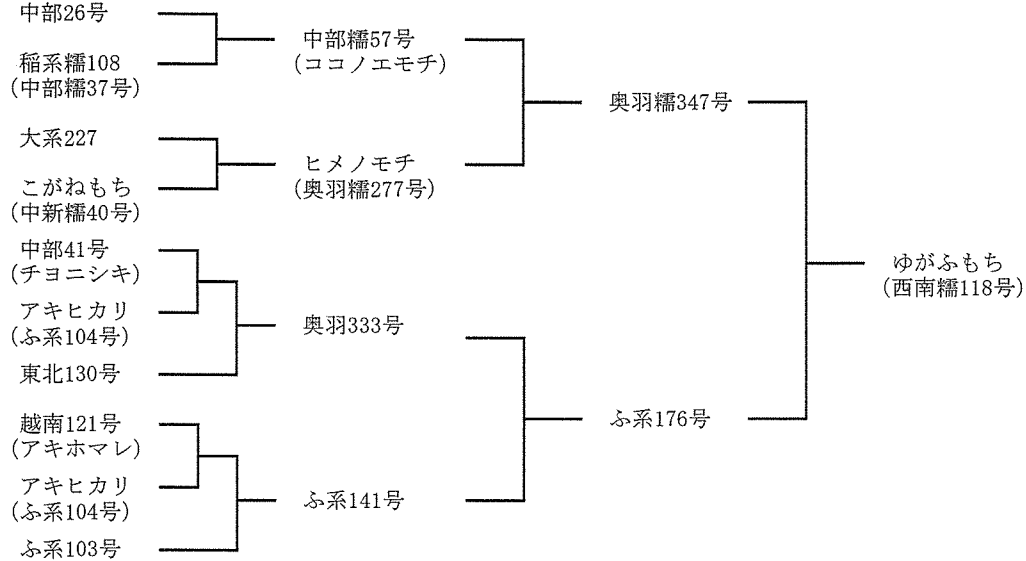 中部26号
稲系糯108
(中部糯37号)
大系227
こがねもち
(中新糯40号)
中部41号
(チヨニシキ)
アキヒカリ
(ふ系104号)
東北130号
越南121号
(アキホマレ)
アキヒカリ
(ふ系104号)
ふ系103号
中部糯57号
(ココノエモチ)
ヒメノモチ
(奥羽糯277号)
奥羽333号
ふ系141号
奥羽糯347号
ふ系176号
ゆがふもち
(西南糯118号)